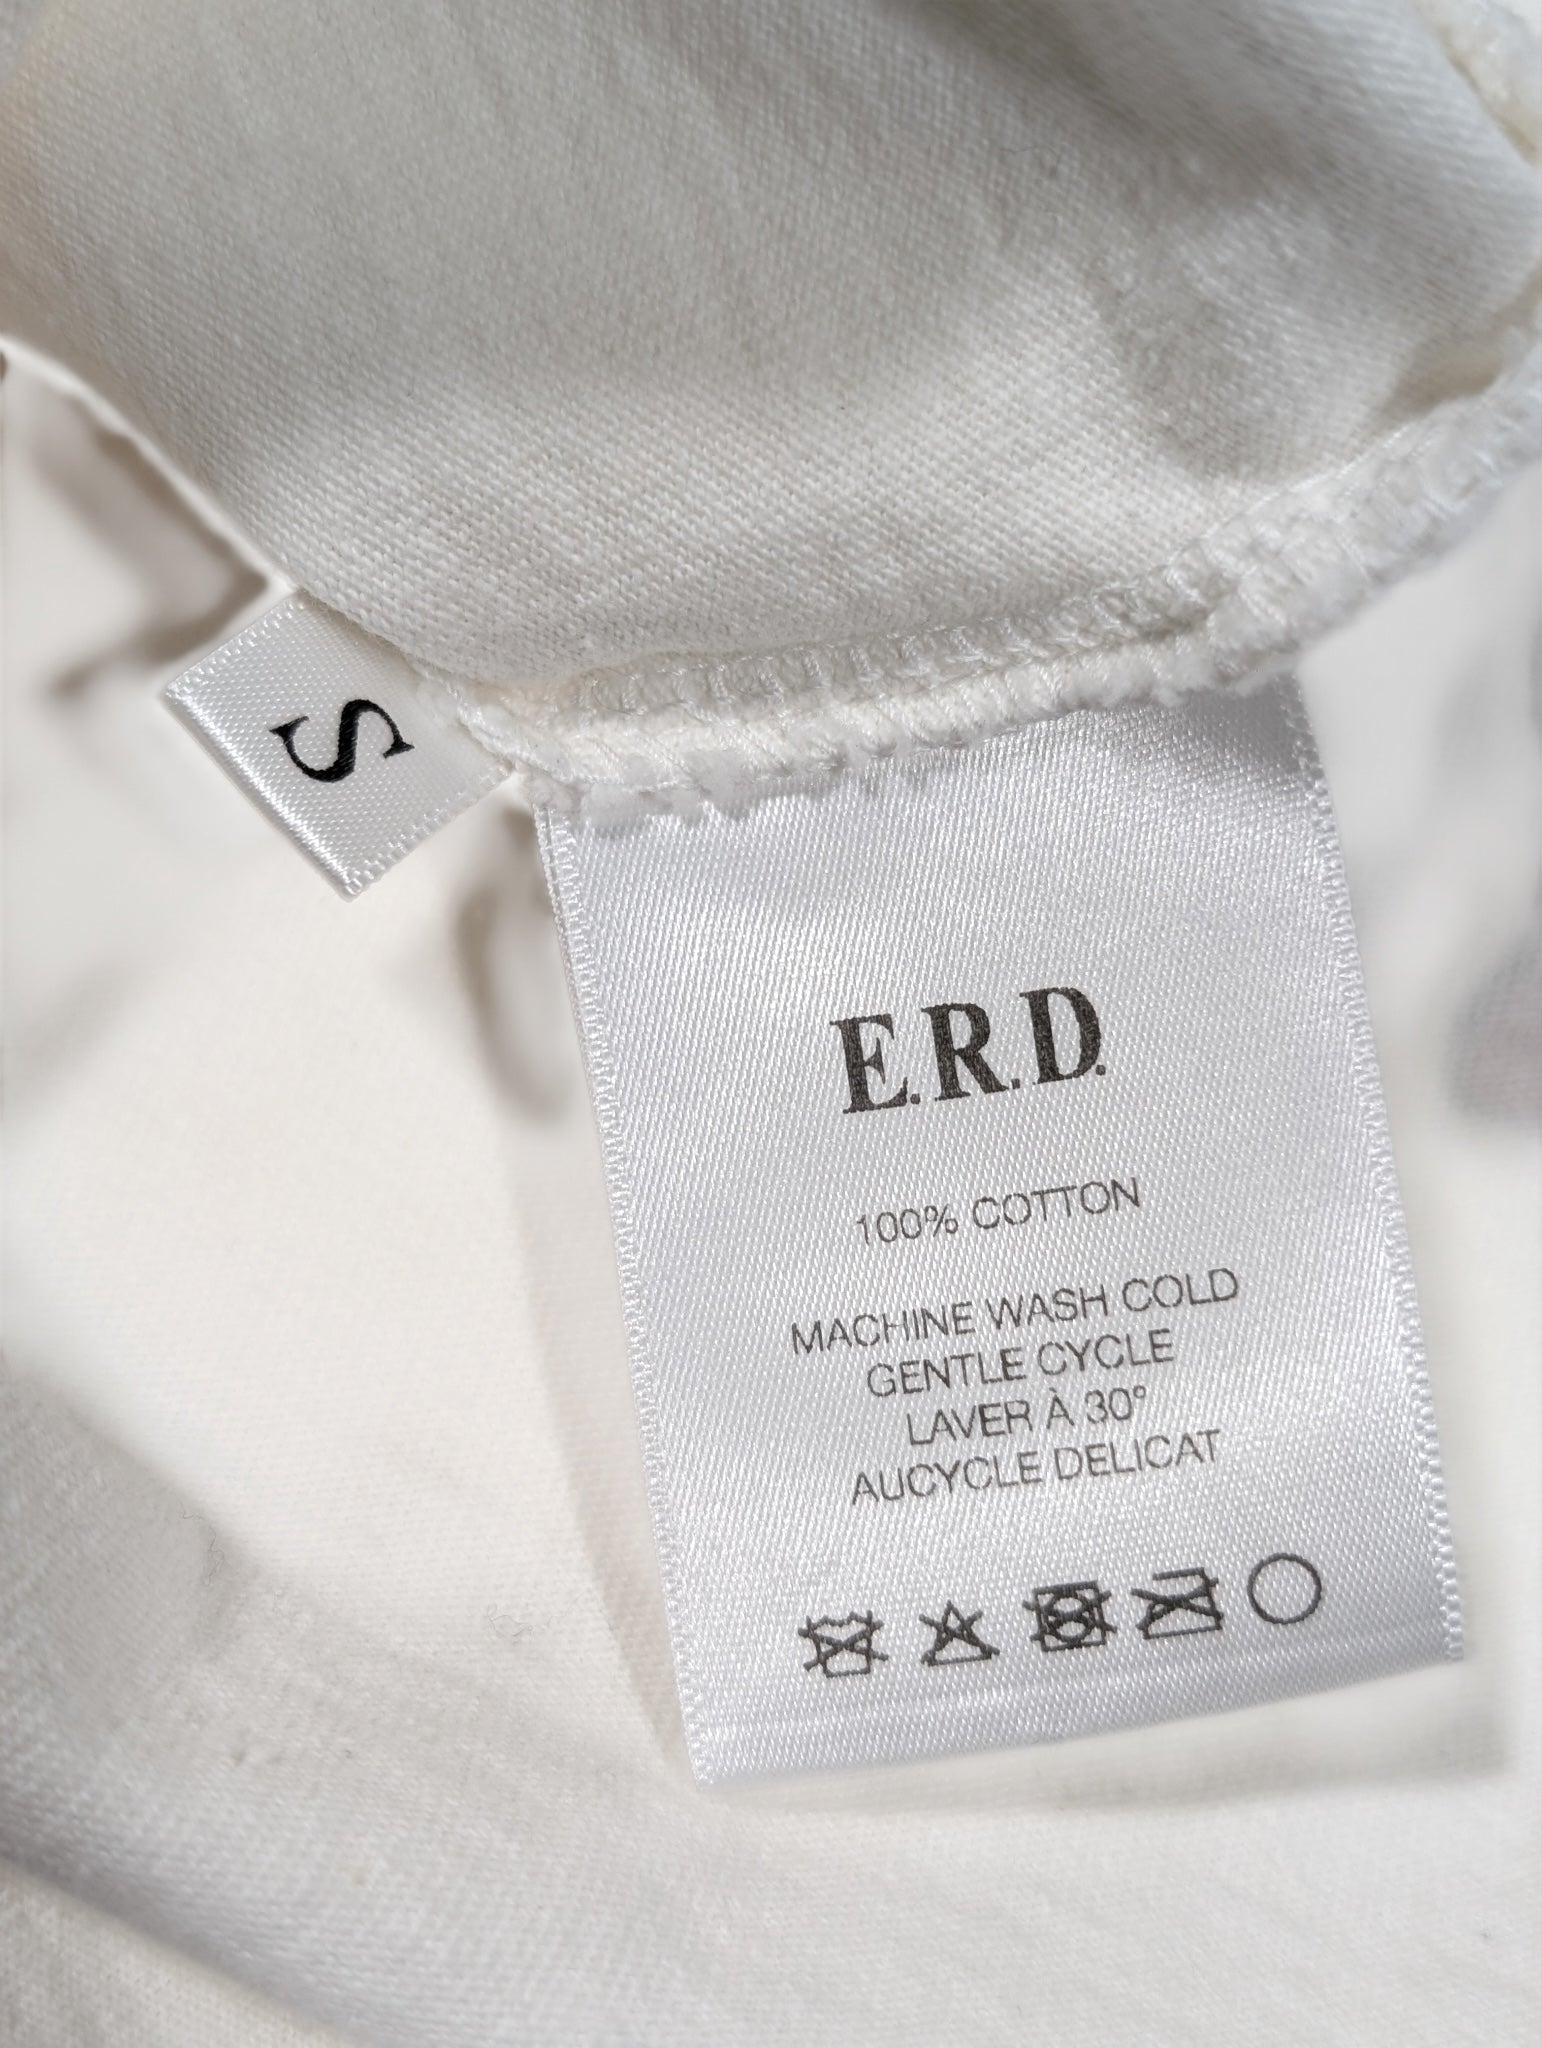 S
E.R.D.
100% COTTON
MACHINE WASH COLD
GENTLE CYCLE
LAVER À 30°
AUCYCLE DELICAT